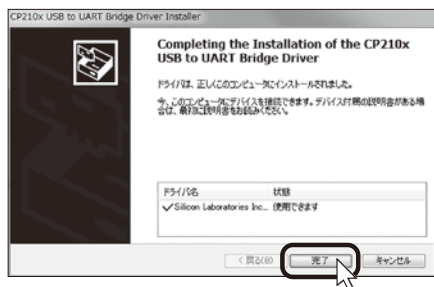 CP210x USB to UART Bridge Driver Installer
Completing the Installation of the CP210x
USB to UART Bridge Driver
ドライバは、正しくこのコンピュータにインストールされました。
今、このコンピュータにデバイスを接続できます。デバイス付属の説明書がある場
合は、最初に説明書をお読みください。
ドライバ名 状態
✓Silicon Laboratories Inc... 使用できます
< 戻る(B) 完了 キャンセル